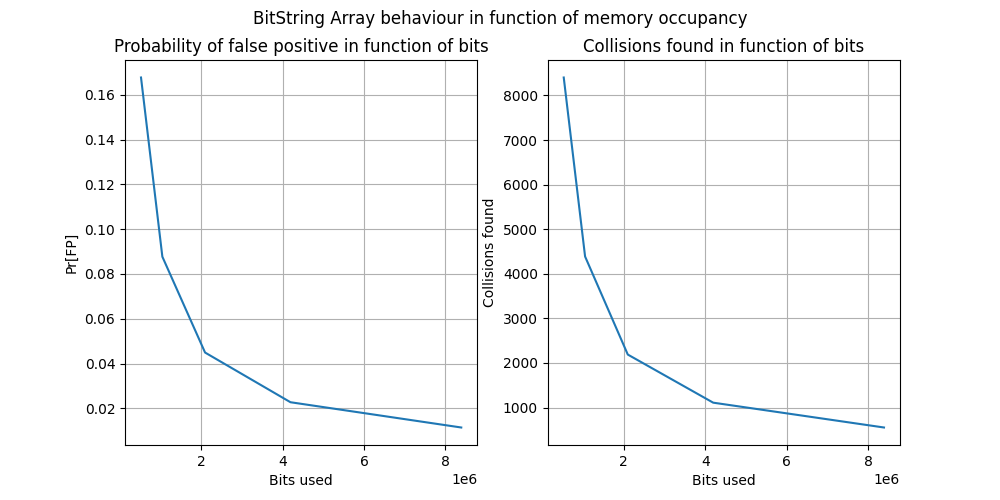 BitString Array behaviour in function of memory occupancy
Probability of false positive in function of bits
0.16
0.14
0.12
0.10
0.08
0.06
0.04
0.02
Pr[FP]
2
4
6
8
1e6
Bits used
Collisions found in function of bits
8000
7000
6000
5000
4000
3000
2000
1000
Collisions found
2
4
6
8
1e6
Bits used